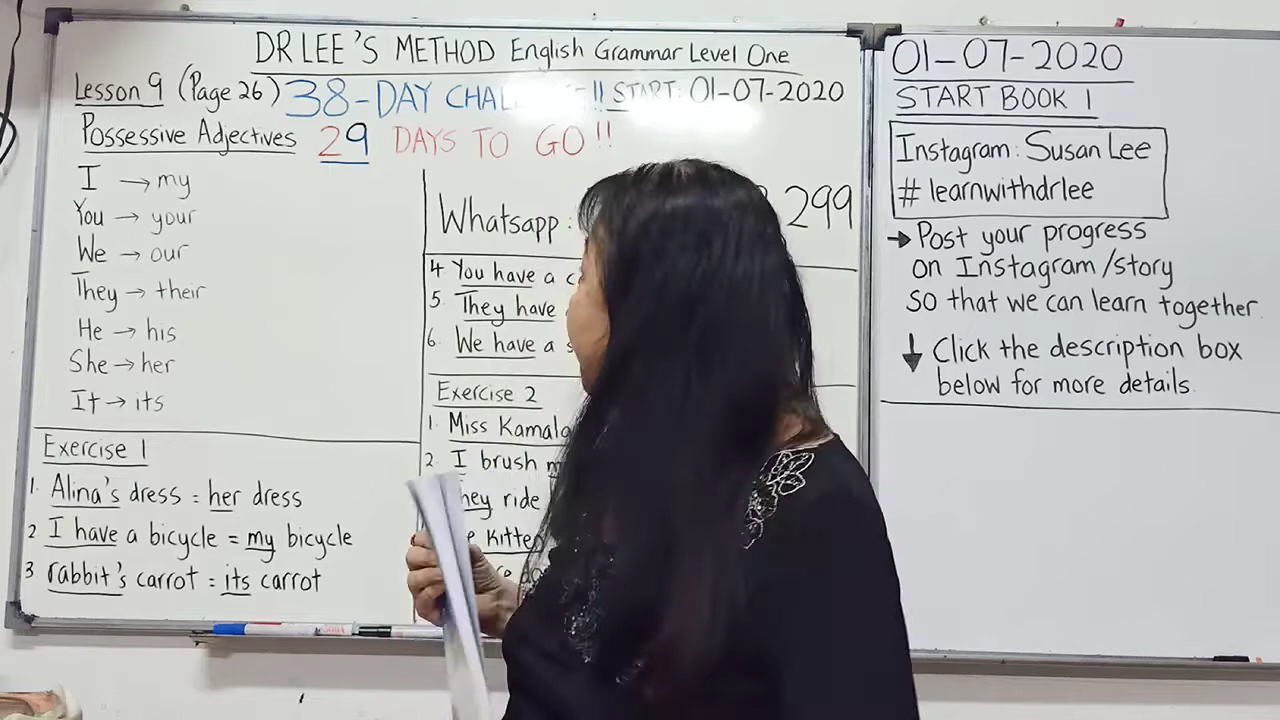 DR LEE'S METHOD English Grammar Level One
Lesson 9 (Page 26) 38-DAY !! START: 01-07-2020
Possessive Adjectives 29 DAYS TO GO!!
I → my
You → your
We → our
They → their
He → his
She → her
It → its
Exercise 1
1. Alina's dress = her dress
2 I have a bicycle = my bicycle
3 rabbit's carrot = its carrot
Whatsapp: 299
4 You have a
5. They have
6. We have a
Exercise 2
1. Miss
2. I brush
ride
01-07-2020
START BOOK 1
Instagram: Susan Lee
# learnwithdrlee
→ Post your progress
on Instagram/story
so that we can learn together.
↓ Click the description box
below for more details.